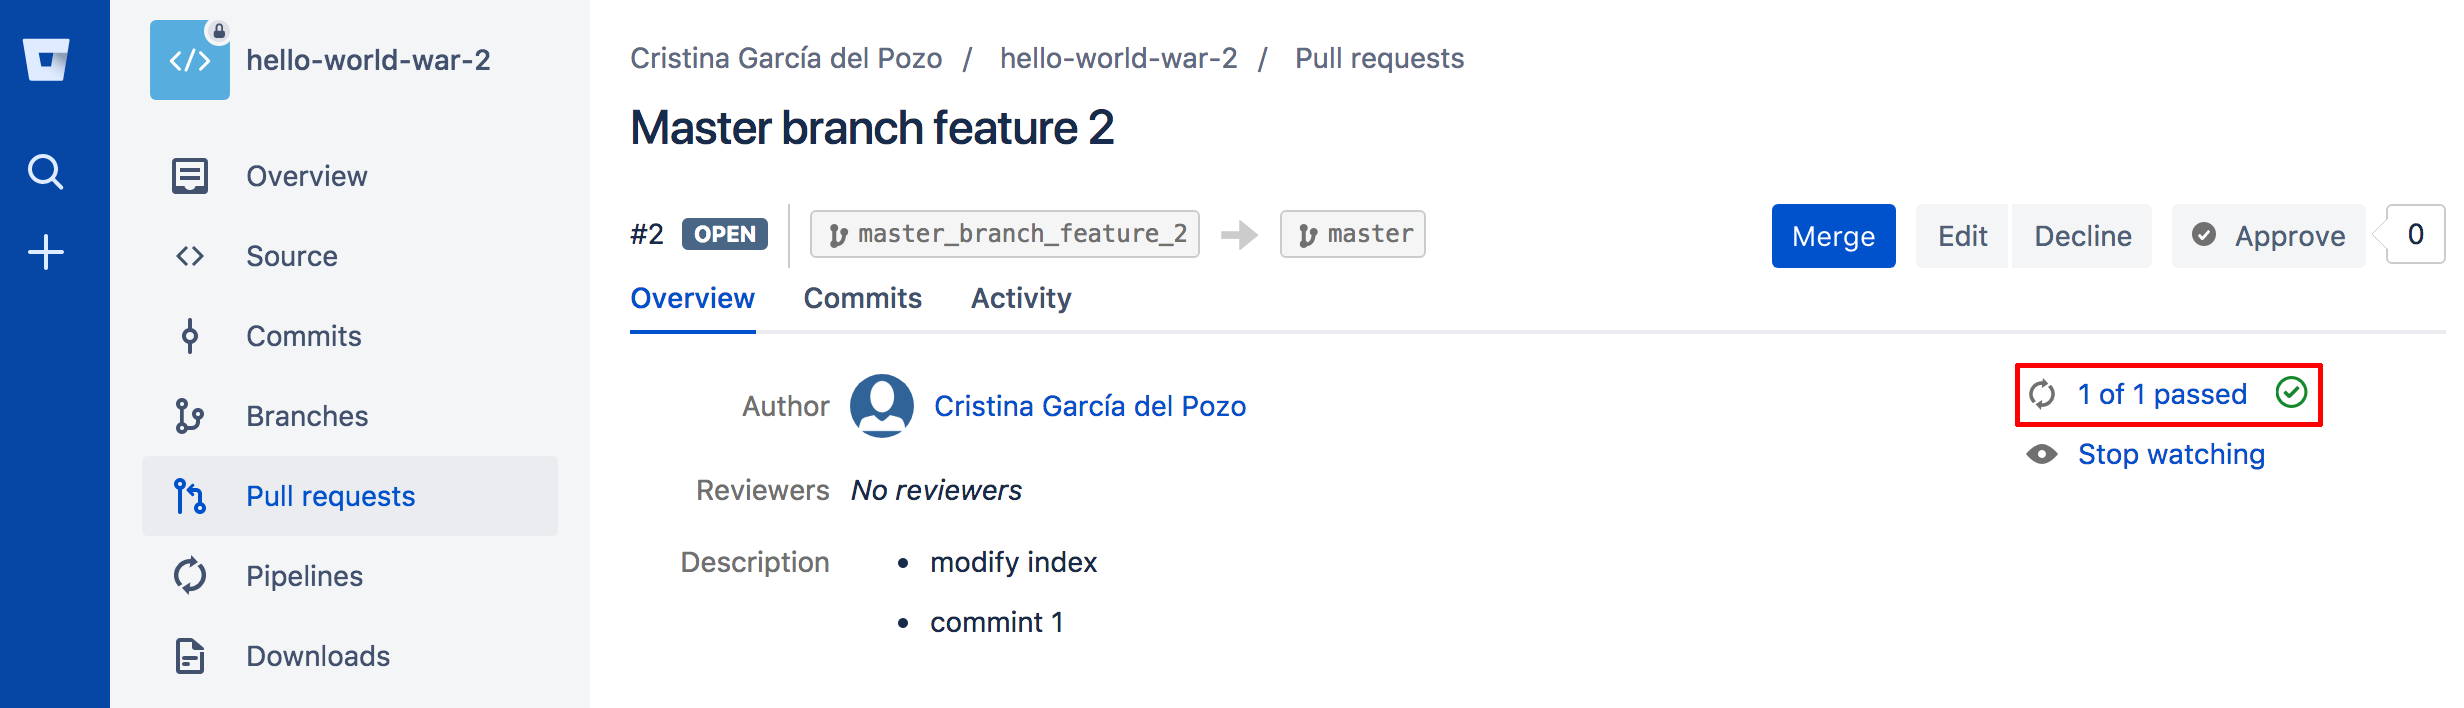 hello-world-war-2
Overview
Source
Commits
Branches
Pull requests
Pipelines
Downloads
Cristina García del Pozo / hello-world-war-2 / Pull requests
Master branch feature 2
#2 OPEN master_branch_feature_2 master Merge Edit Decline Approve 0
Overview Commits Activity
Author Cristina García del Pozo
1 of 1 passed
Stop watching
Reviewers No reviewers
Description • modify index
• commint 1